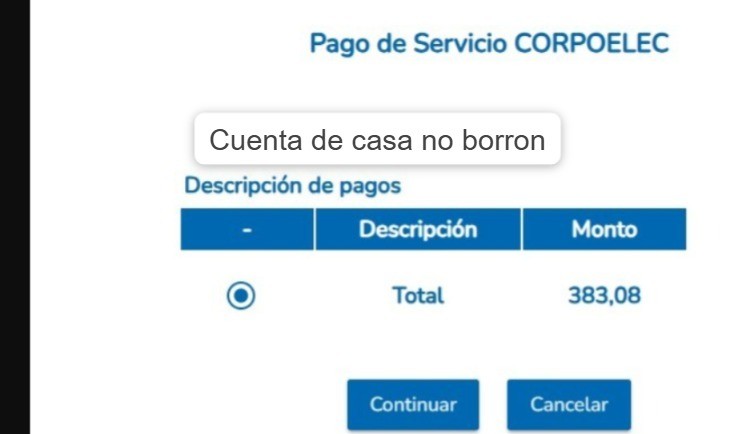 Pago de Servicio CORPOELEC
Cuenta de casa no borron
Descripción de pagos
- Descripción Monto
Total 383,08
Continuar Cancelar